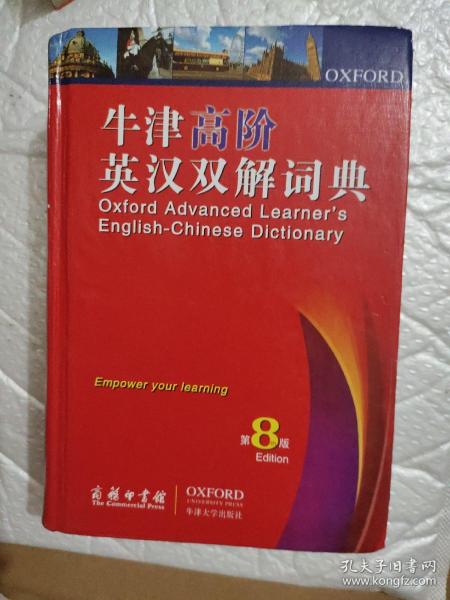 OXFORD
牛津高阶
英汉双解词典
Oxford Advanced Learner's
English-Chinese Dictionary
Empower your learning
第8版
Edition
商务印书馆
The Commercial Press
OXFORD
UNIVERSITY PRESS
牛津大学出版社
孔夫子旧书网
www.kongfz.com